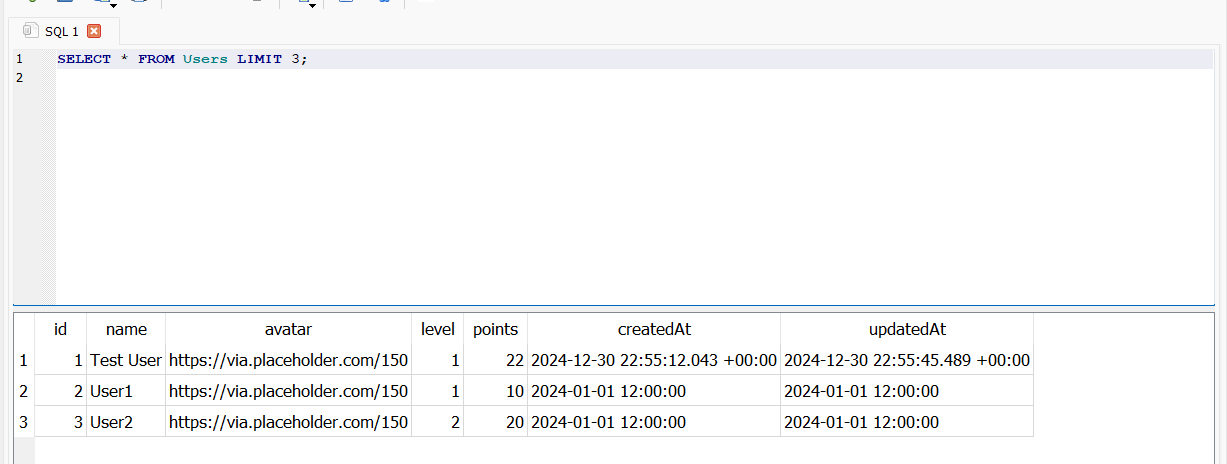 SQL 1
1 SELECT * FROM Users LIMIT 3;
2
id name avatar level points createdAt updatedAt
1 1 Test User https://via.placeholder.com/150 1 22 2024-12-30 22:55:12.043 +00:00 2024-12-30 22:55:45.489 +00:00
2 2 User1 https://via.placeholder.com/150 1 10 2024-01-01 12:00:00 2024-01-01 12:00:00
3 3 User2 https://via.placeholder.com/150 2 20 2024-01-01 12:00:00 2024-01-01 12:00:00